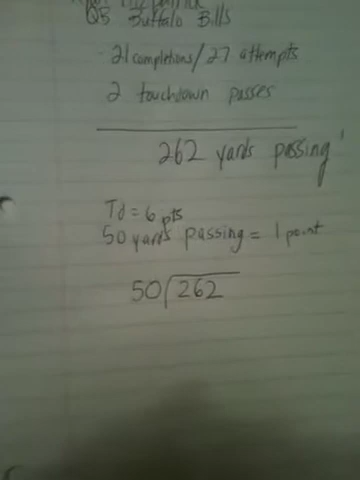 QB Buffalo Bills
21 completions/27 attempts
2 touchdown passes
262 yards passing
Td = 6 pts
50 yards passing = 1 point
50 262